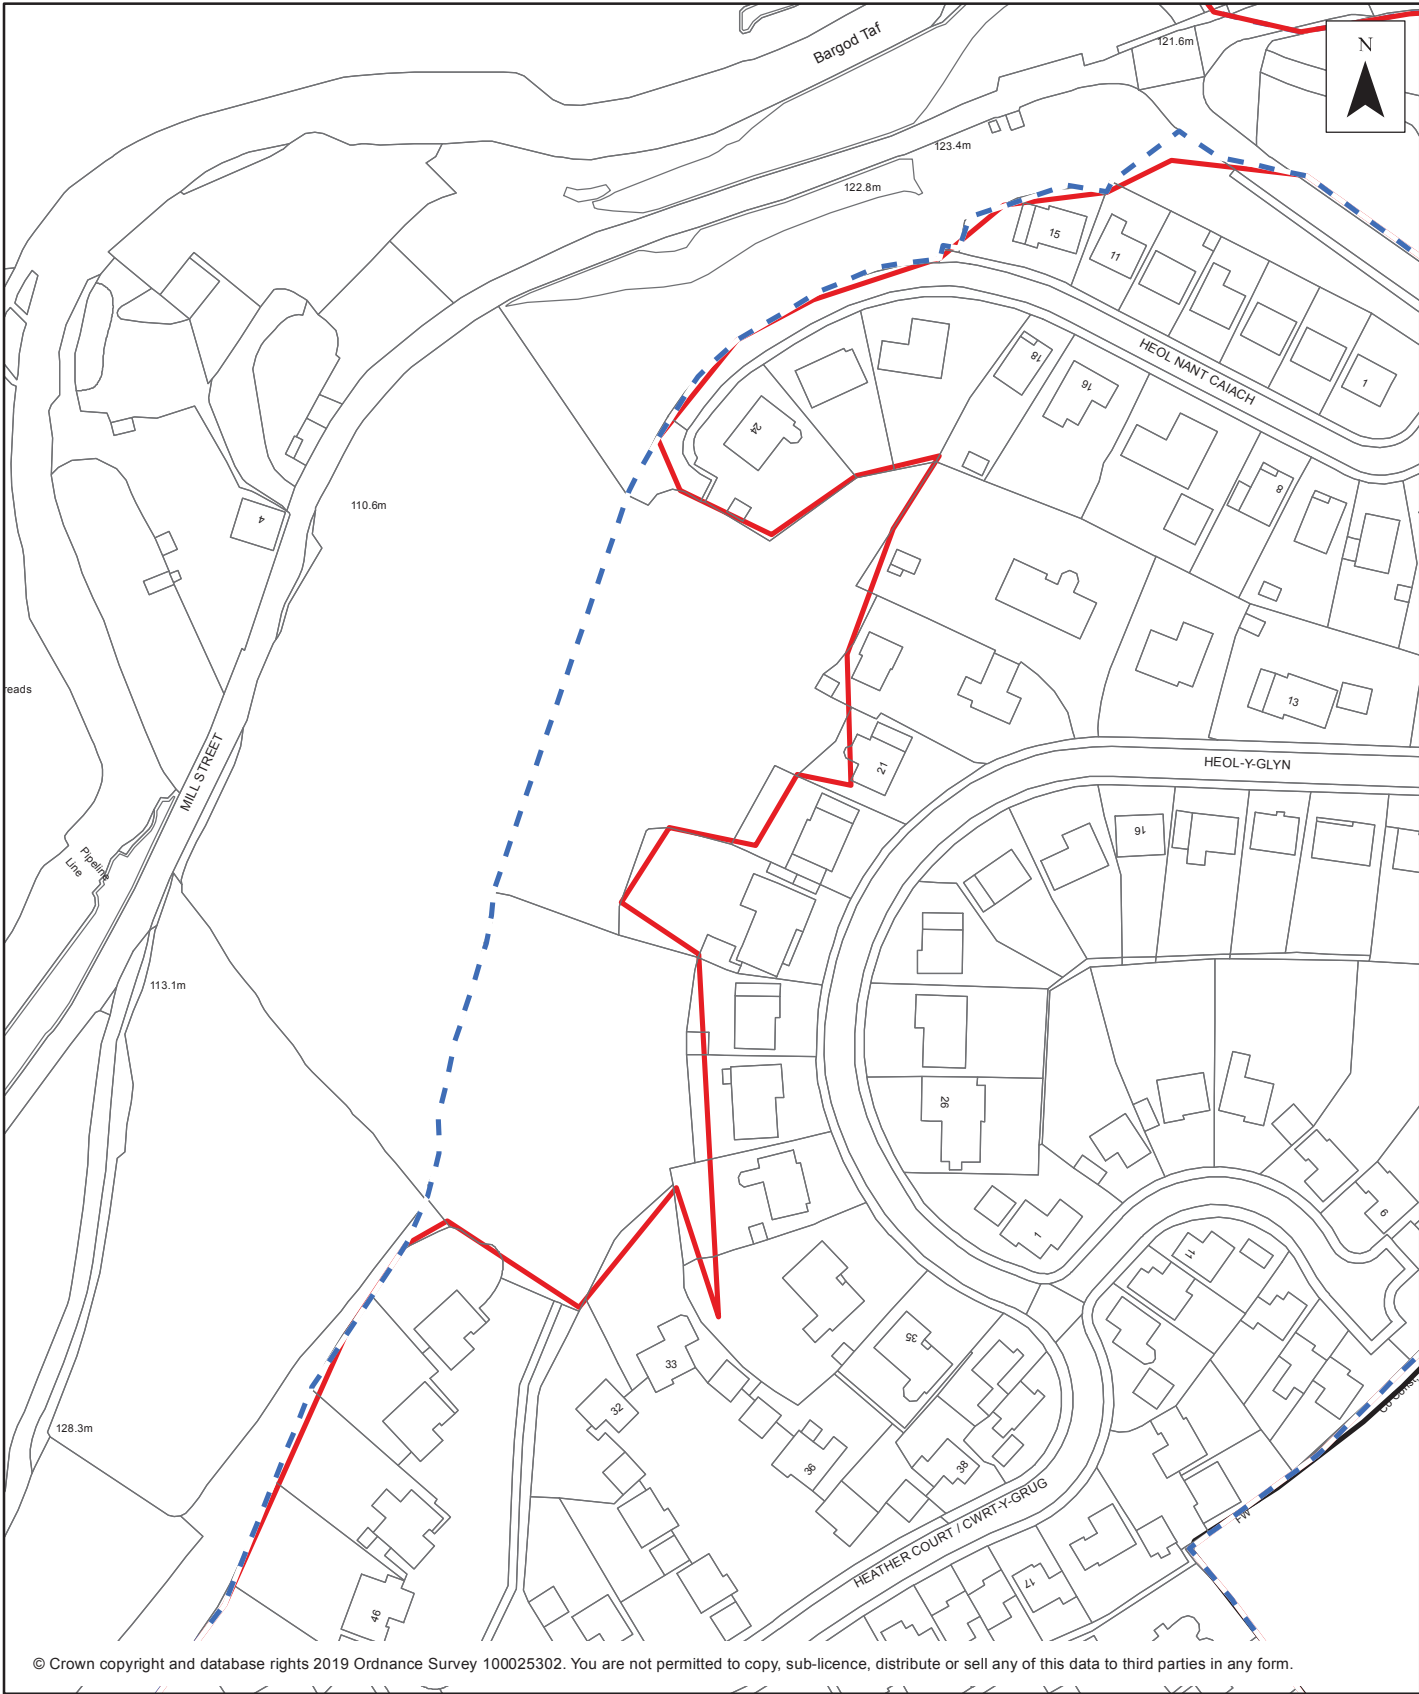 Bargod Taf
121.6m
N
123.4m
122.8m
15
11
HEOL NANT CAIACH
1
18
16
24
8
110.6m
4
reads
13
MILL STREET
21
HEOL-Y-GLYN
16
Pipeline
Line
113.1m
26
1
6
11
35
33
32
36
38
128.3m
HEATHER COURT / CWRT-Y-GRUG
FW
17
46
© Crown copyright and database rights 2019 Ordnance Survey 100025302. You are not permitted to copy, sub-licence, distribute or sell any of this data to third parties in any form.